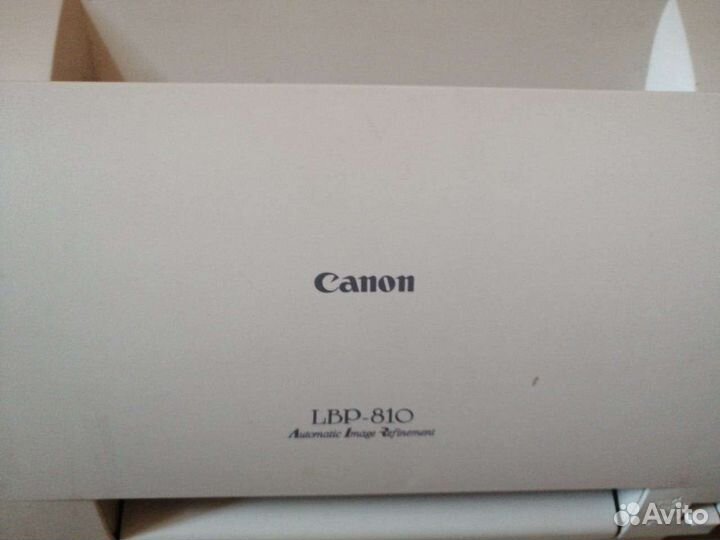 Canon
LBP-810
Automatic Image Refinement
Avito